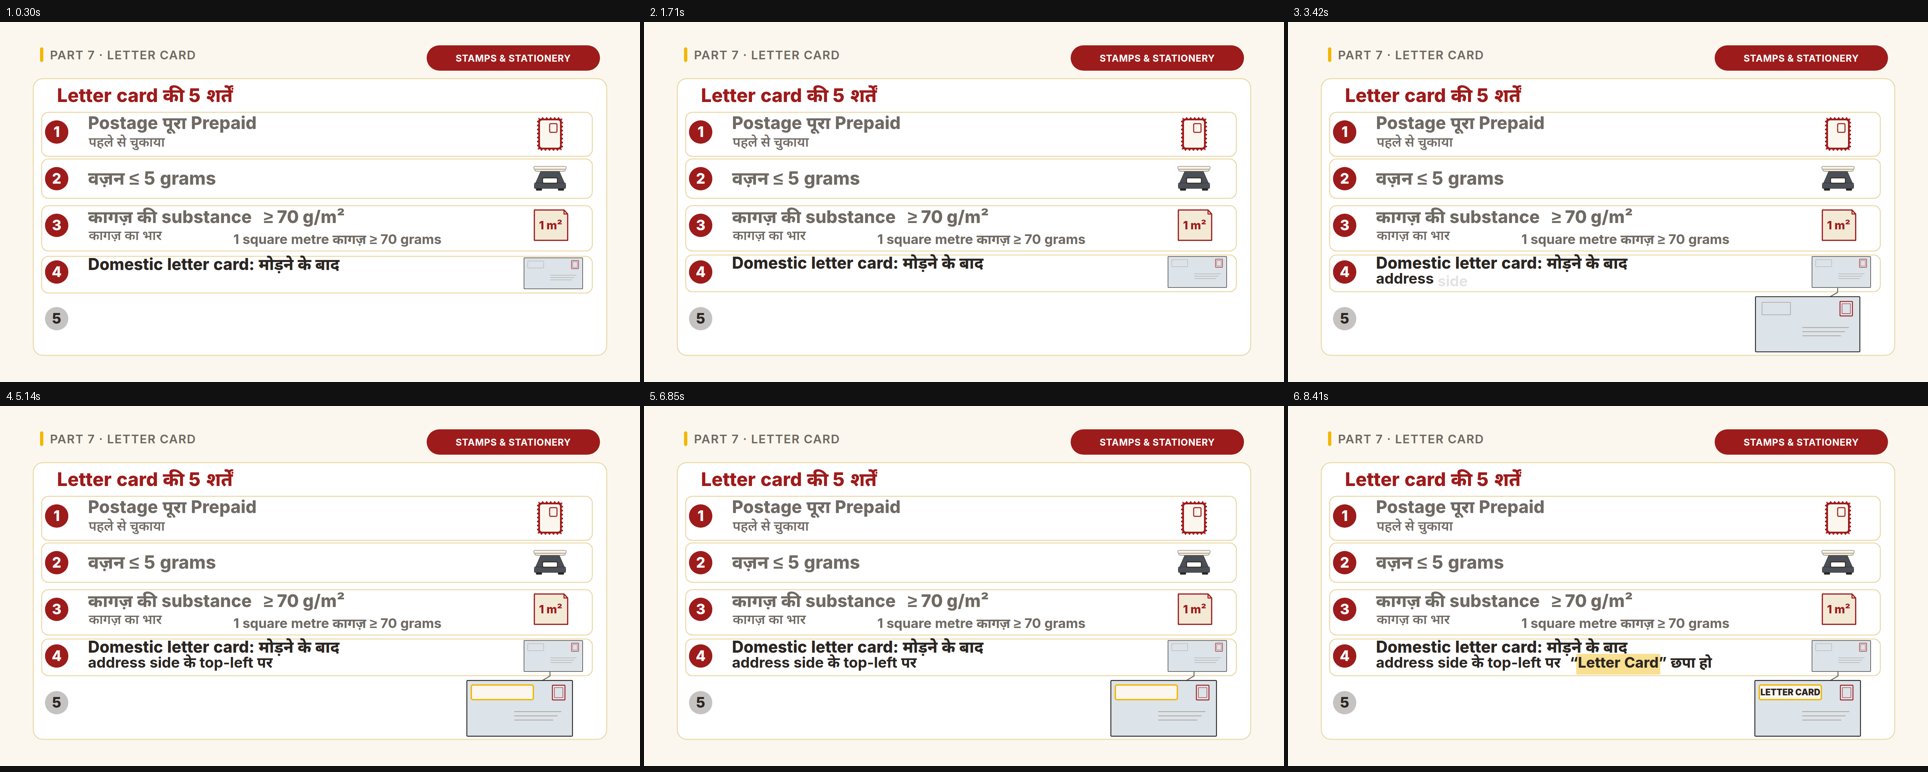 1. 0.30s
PART 7 · LETTER CARD
STAMPS & STATIONERY
Letter card की 5 शर्तें
1 Postage पूरा Prepaid
पहले से चुकाया
2 वज़न ≤ 5 grams
3 कागज़ की substance ≥ 70 g/m²
कागज़ का भार 1 square metre कागज़ ≥ 70 grams
1 m²
4 Domestic letter card: मोड़ने के बाद
5
2. 1.71s
PART 7 · LETTER CARD
STAMPS & STATIONERY
Letter card की 5 शर्तें
1 Postage पूरा Prepaid
पहले से चुकाया
2 वज़न ≤ 5 grams
3 कागज़ की substance ≥ 70 g/m²
कागज़ का भार 1 square metre कागज़ ≥ 70 grams
1 m²
4 Domestic letter card: मोड़ने के बाद
5
3. 3.42s
PART 7 · LETTER CARD
STAMPS & STATIONERY
Letter card की 5 शर्तें
1 Postage पूरा Prepaid
पहले से चुकाया
2 वज़न ≤ 5 grams
3 कागज़ की substance ≥ 70 g/m²
कागज़ का भार 1 square metre कागज़ ≥ 70 grams
1 m²
4 Domestic letter card: मोड़ने के बाद
address side
5
4. 5.14s
PART 7 · LETTER CARD
STAMPS & STATIONERY
Letter card की 5 शर्तें
1 Postage पूरा Prepaid
पहले से चुकाया
2 वज़न ≤ 5 grams
3 कागज़ की substance ≥ 70 g/m²
कागज़ का भार 1 square metre कागज़ ≥ 70 grams
1 m²
4 Domestic letter card: मोड़ने के बाद
address side के top-left पर
5
5. 6.85s
PART 7 · LETTER CARD
STAMPS & STATIONERY
Letter card की 5 शर्तें
1 Postage पूरा Prepaid
पहले से चुकाया
2 वज़न ≤ 5 grams
3 कागज़ की substance ≥ 70 g/m²
कागज़ का भार 1 square metre कागज़ ≥ 70 grams
1 m²
4 Domestic letter card: मोड़ने के बाद
address side के top-left पर
5
6. 8.41s
PART 7 · LETTER CARD
STAMPS & STATIONERY
Letter card की 5 शर्तें
1 Postage पूरा Prepaid
पहले से चुकाया
2 वज़न ≤ 5 grams
3 कागज़ की substance ≥ 70 g/m²
कागज़ का भार 1 square metre कागज़ ≥ 70 grams
1 m²
4 Domestic letter card: मोड़ने के बाद
address side के top-left पर “Letter Card” छपा हो
LETTER CARD
5